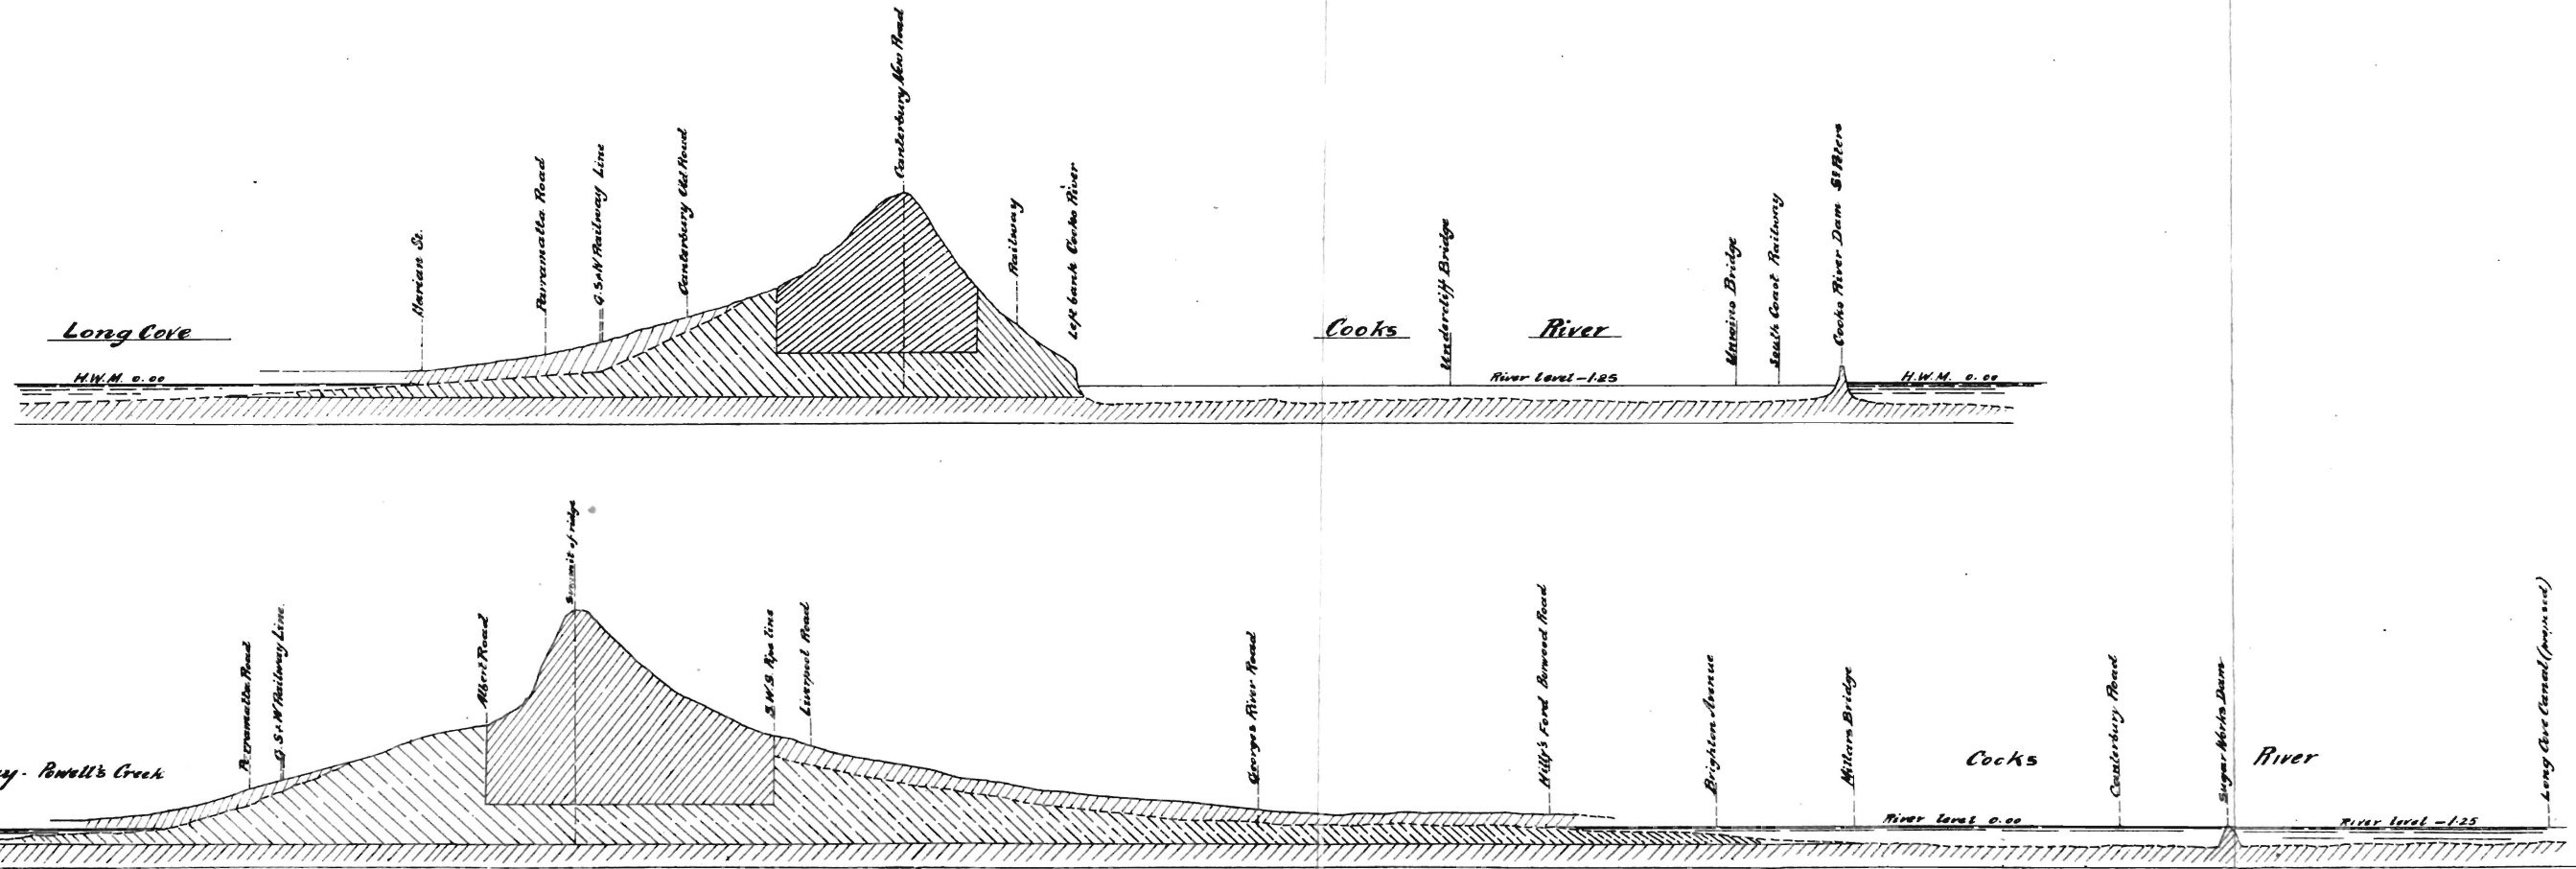 Canterbury New Road
Marian St.
Parramatta Road
G.S & W Railway Line
Canterbury Old Road
Railway
Left bank Cooks River
Undercliff Bridge
Unwins Bridge
South Coast Railway
Cooks River Dam St Peters
Long Cove
Cooks River
H.W.M. 0.00
River level -1.25
H.W.M. 0.00
Summit of ridge
Parramatta Road
G.S & W Railway Line.
Albert Road
S.W.S. Pipe line
Liverpool Road
Georges River Road
Milly's Ford Burwood Road
Brighton Avenue
Millars Bridge
Canterbury Road
Sugar Works Dam
Long Cove Canal (proposed)
Powell's Creek
Cocks River
River level 0.00
River level -1.25